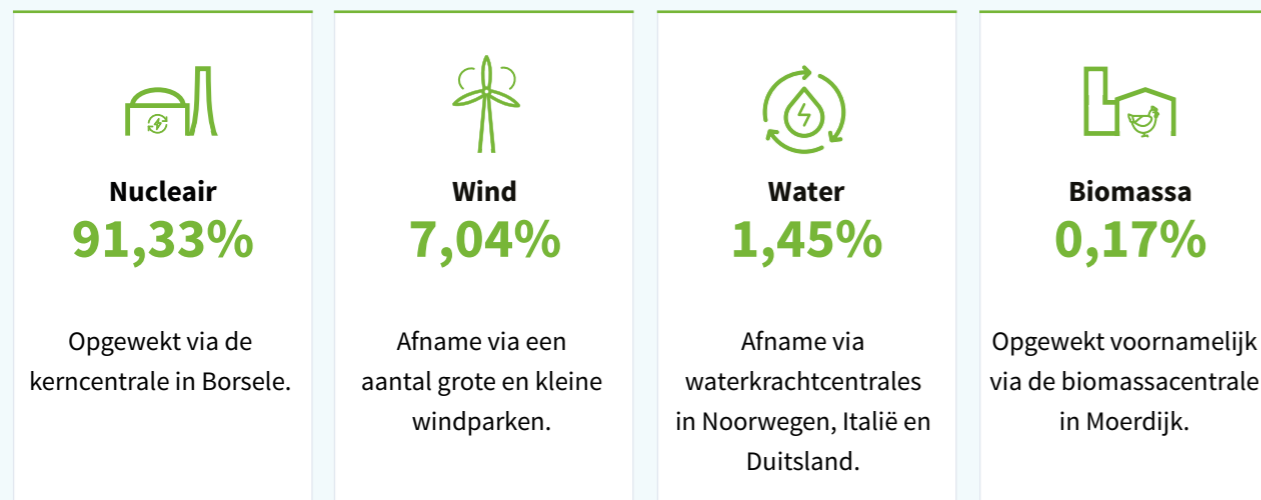 Nucleair
91,33%
Opgewekt via de
kerncentrale in Borsele.
Wind
7,04%
Afname via een
aantal grote en kleine
windparken.
Water
1,45%
Afname via
waterkrachtcentrales
in Noorwegen, Italië en
Duitsland.
Biomassa
0,17%
Opgewekt voornamelijk
via de biomassacentrale
in Moerdijk.